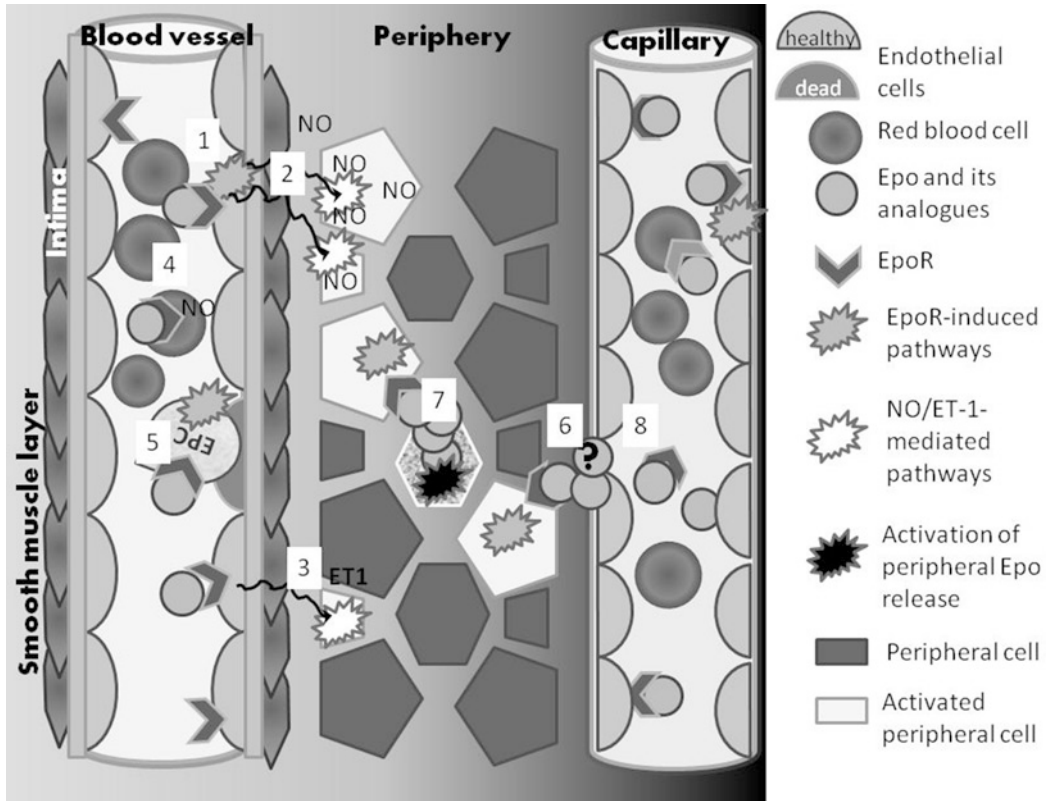 Blood vessel
Periphery
Capillary
Intima
Smooth muscle layer
1
2
NO
NO
NO
NO
NO
4
NO
EPC
5
3
ET1
7
6
?
8
healthy
dead
Endothelial
cells
Red blood cell
Epo and its
analogues
EpoR
EpoR-induced
pathways
NO/ET-1-
mediated
pathways
Activation of
peripheral Epo
release
Peripheral cell
Activated
peripheral cell